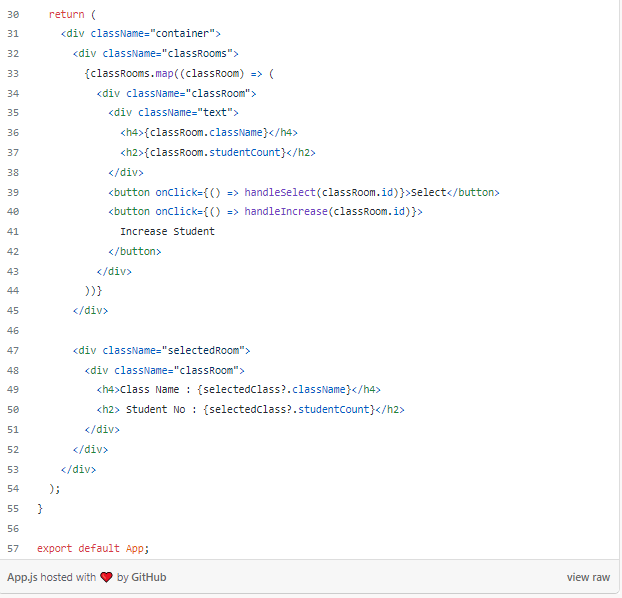 30 return (
31 <div className="container">
32 <div className="classRooms">
33 {classRooms.map((classRoom) => (
34 <div className="classRoom">
35 <div className="text">
36 <h4>{classRoom.className}</h4>
37 <h2>{classRoom.studentCount}</h2>
38 </div>
39 <button onClick={() => handleSelect(classRoom.id)}>Select</button>
40 <button onClick={() => handleIncrease(classRoom.id)}>
41 Increase Student
42 </button>
43 </div>
44 ))}
45 </div>
46
47 <div className="selectedRoom">
48 <div className="classRoom">
49 <h4>Class Name : {selectedClass?.className}</h4>
50 <h2> Student No : {selectedClass?.studentCount}</h2>
51 </div>
52 </div>
53 </div>
54 );
55 }
56
57 export default App;
App.js hosted with ❤ by GitHub view raw